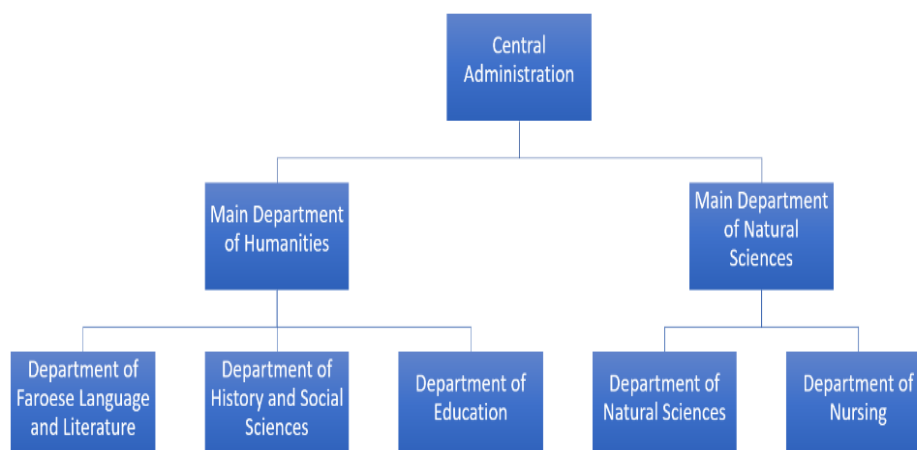 Central
Administration
Main Department
of Humanities
Main Department
of Natural
Sciences
Department of
Faroese Language
and Literature
Department of
History and Social
Sciences
Department of
Education
Department of
Natural Sciences
Department of
Nursing